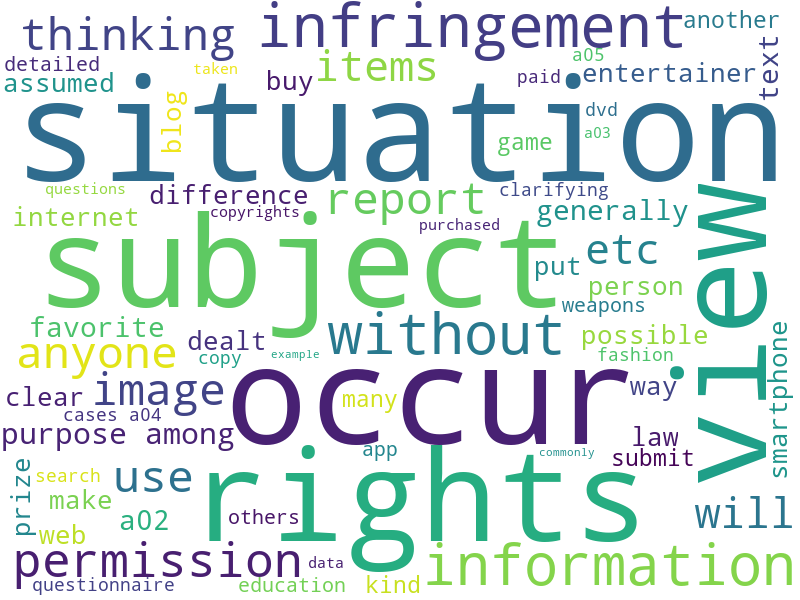 thinking infringement another
detailed taken a05
assumed buy items paid entertainer text
situation
blog dvd
game a03
questions difference report clarifying
internet copyrights purchased generally
subject
view
put etc
person
weapons
favorite dealt without possible
anyone copy example fashion
clear image occur many way
cases a04
purpose among law
app commonly submit smartphone
prize search use rights
make a02 others will
web
permission data information
questionnaire education kind